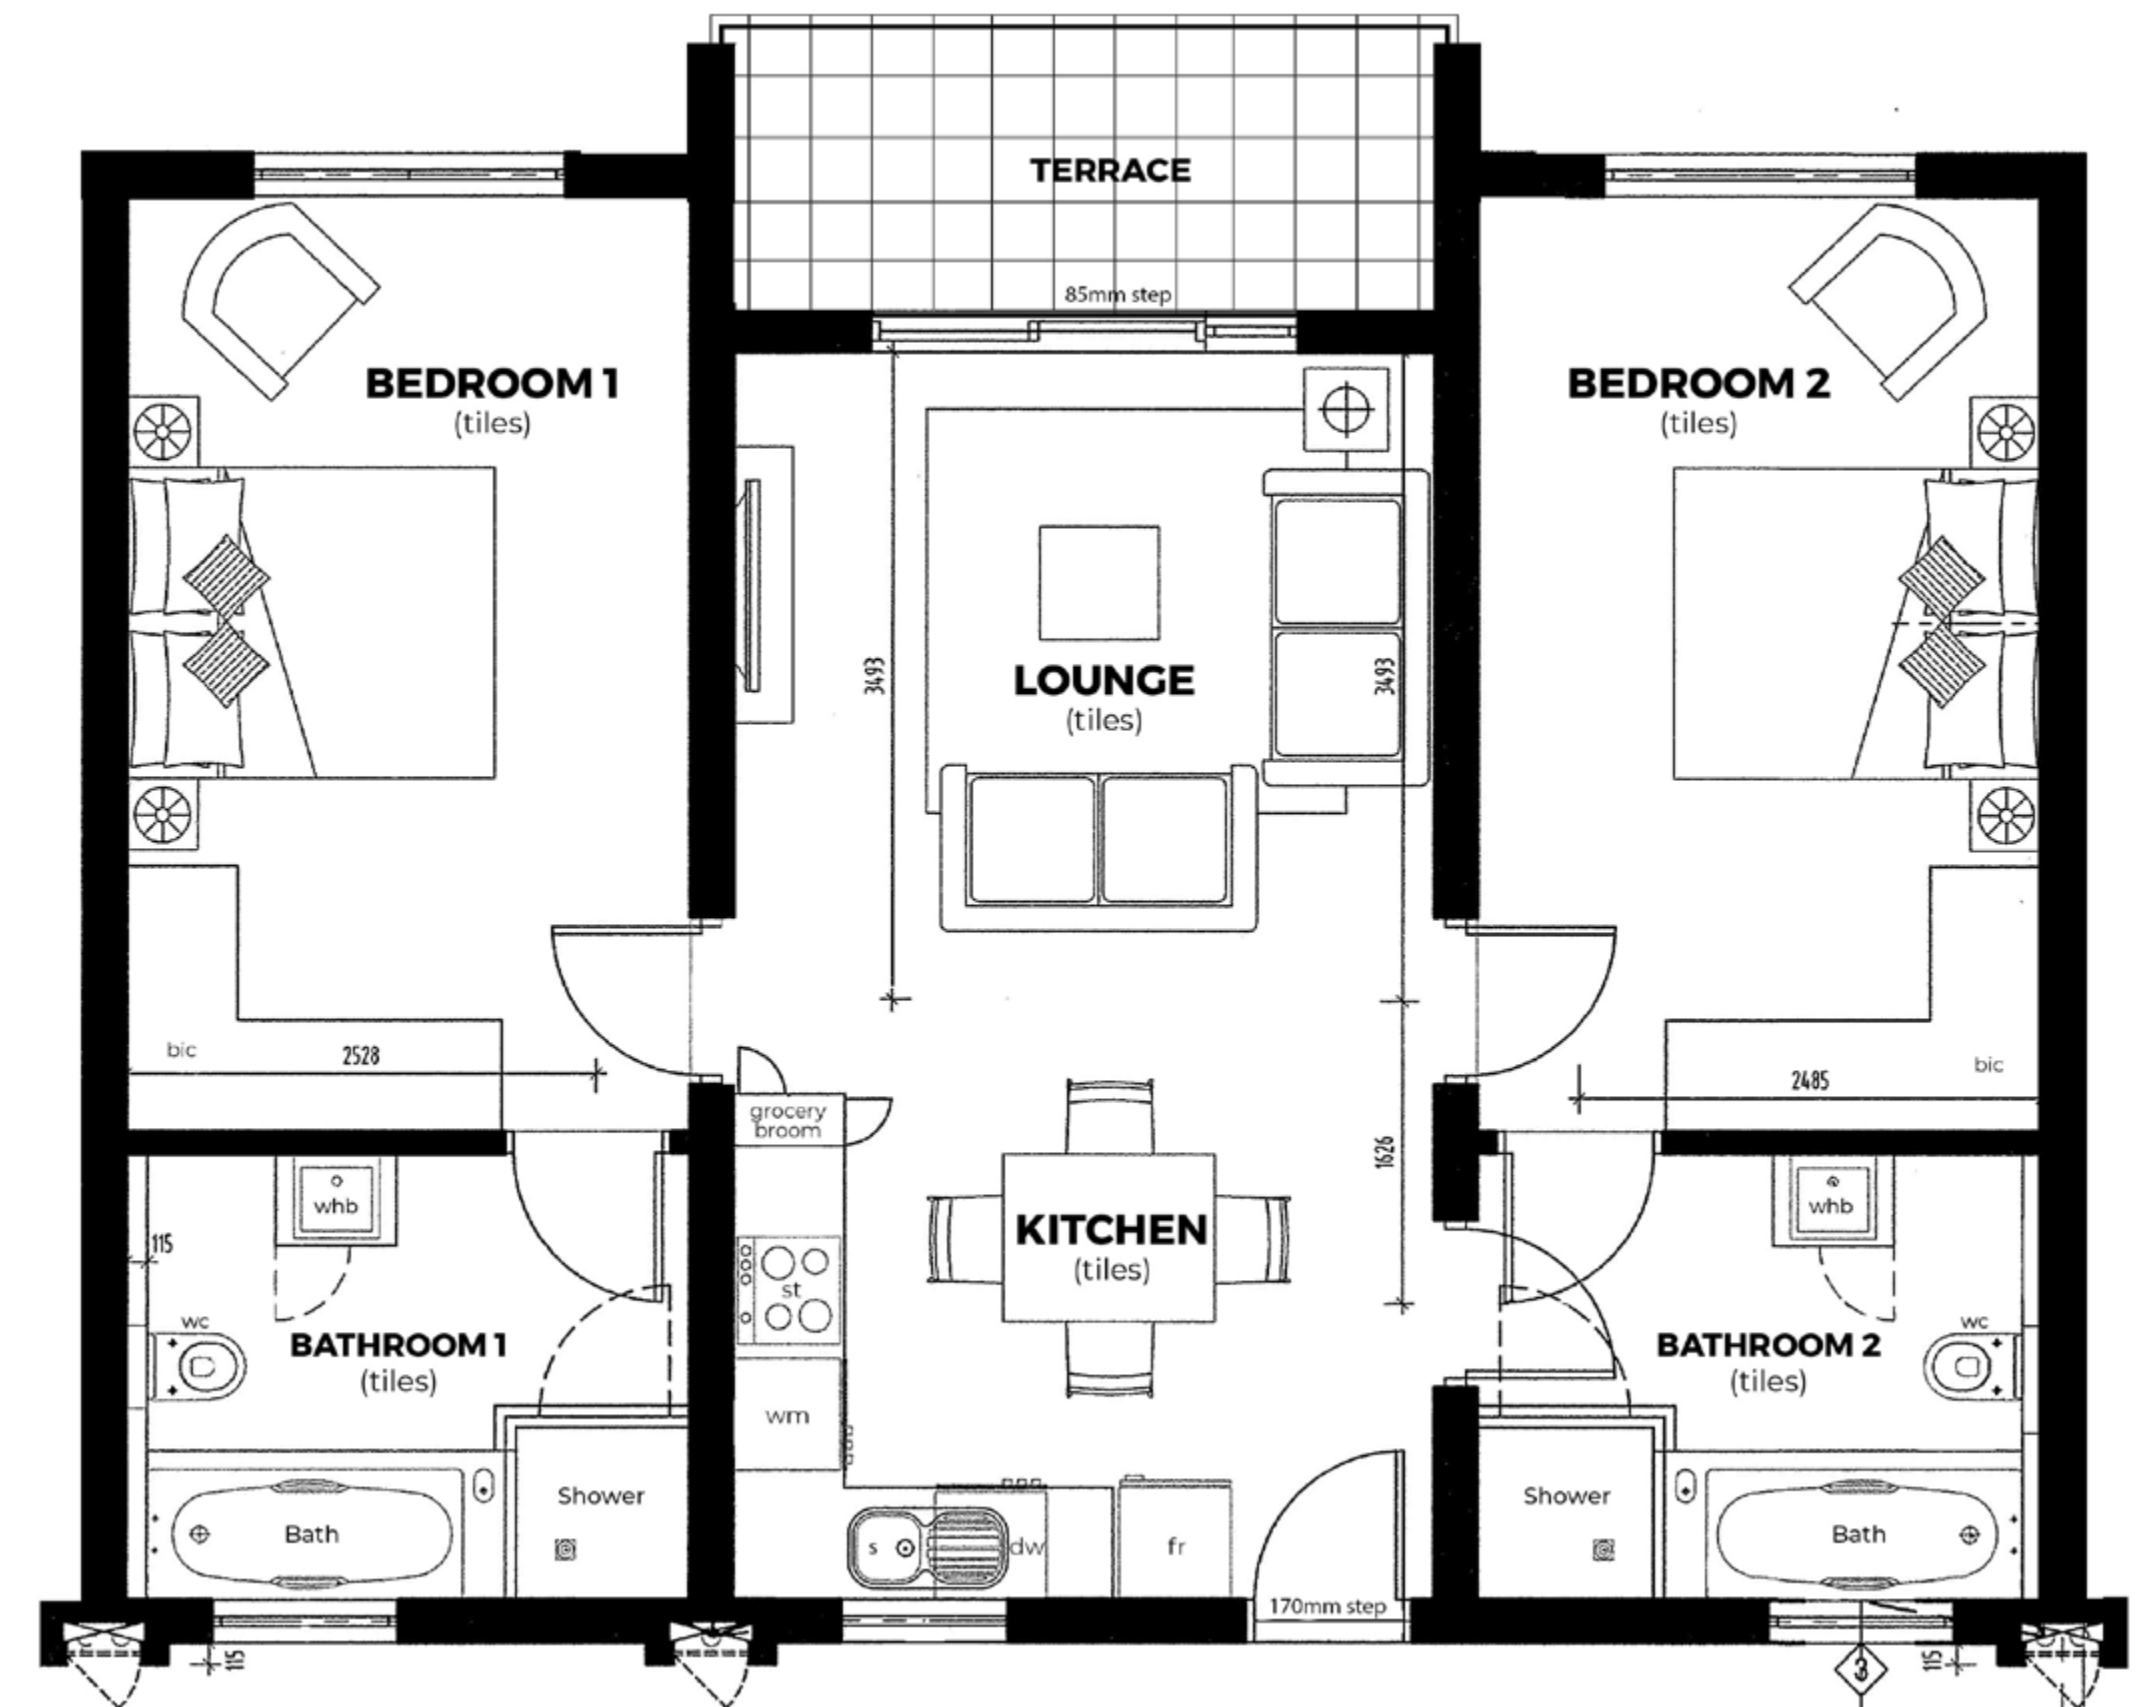 TERRACE
85mm step
BEDROOM 1
(tiles)
BEDROOM 2
(tiles)
3493
LOUNGE
(tiles)
3493
bic
2528
bic
2485
grocery
broom
1626
whb
115
st
KITCHEN
(tiles)
whb
wc
BATHROOM 1
(tiles)
wc
BATHROOM 2
(tiles)
wm
Shower
Bath
s
dw
fr
Shower
Bath
170mm step
115
3
115